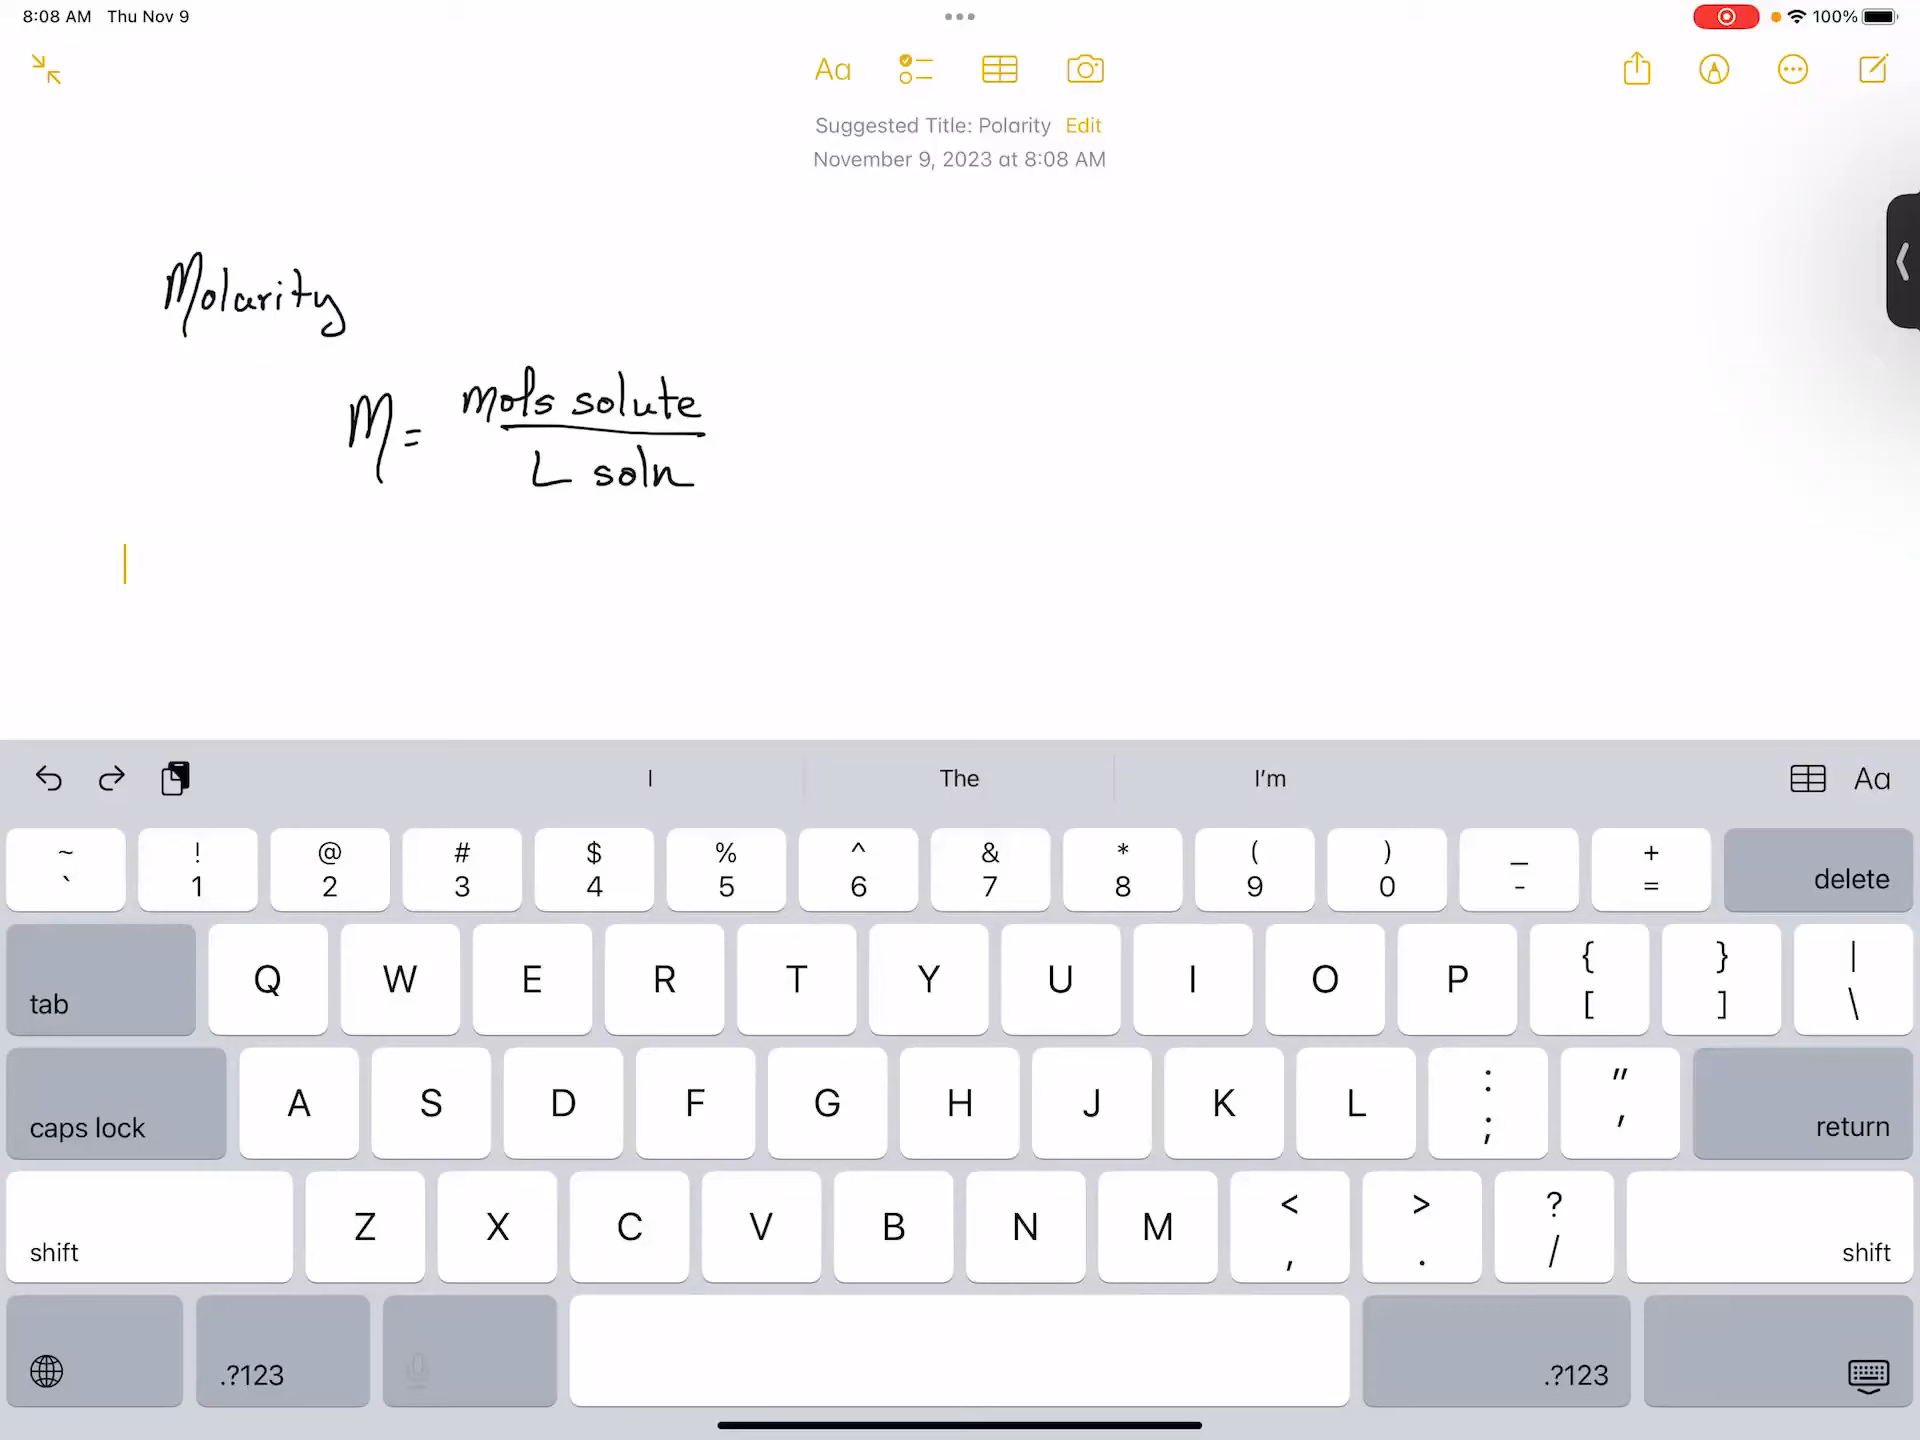 8:08 AM Thu Nov 9
100%
Aa
Suggested Title: Polarity Edit
November 9, 2023 at 8:08 AM
Molarity
M = mols solute
L soln
I The I'm Aa
~ ! @ # $ % ^ & * ( ) _ +
` 1 2 3 4 5 6 7 8 9 0 - = delete
tab Q W E R T Y U I O P { [ } ] | \
caps lock A S D F G H J K L : ; " ' return
shift Z X C V B N M < , > . ? / shift
.?123 .?123